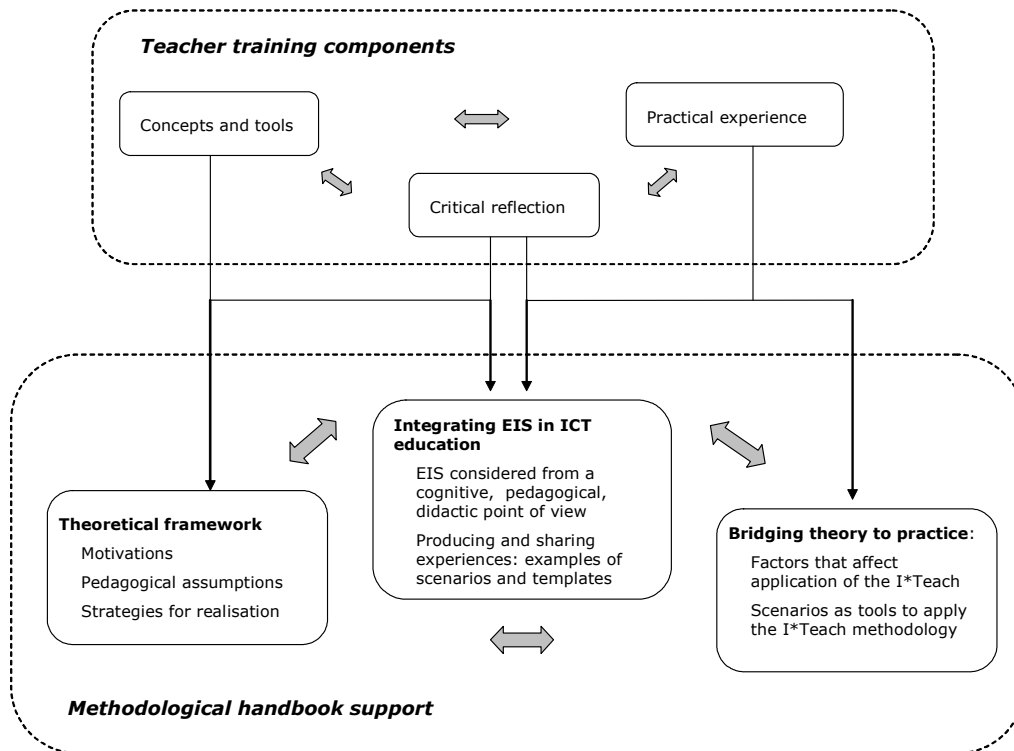 Teacher training components
Concepts and tools
Practical experience
Critical reflection
Integrating EIS in ICT
education
EIS considered from a
cognitive, pedagogical,
didactic point of view
Producing and sharing
experiences: examples of
scenarios and templates
Theoretical framework
Motivations
Pedagogical assumptions
Strategies for realisation
Bridging theory to practice:
Factors that affect
application of the I*Teach
Scenarios as tools to apply
the I*Teach methodology
Methodological handbook support